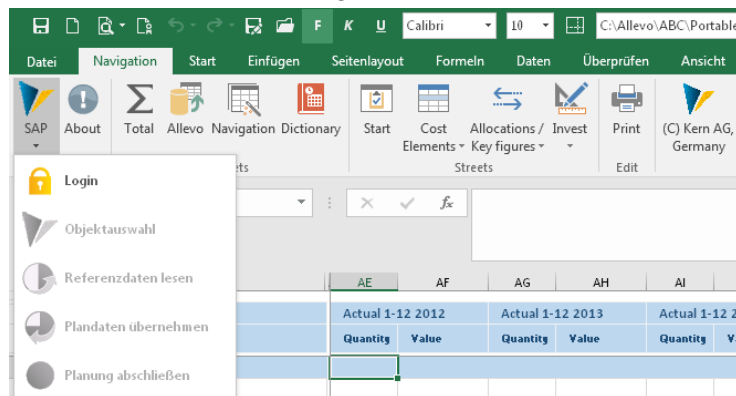 F K U Calibri 10 C:\Allevo\ABC\Portable
Datei Navigation Start Einfügen Seitenlayout Formeln Daten Überprüfen Ansicht
SAP About Total Allevo Navigation Dictionary Start Cost Elements Allocations / Key figures Invest Print (C) Kern AG, Germany
ets Streets Edit
Login
fx
Objektauswahl
Referenzdaten lesen
AE AF AG AH AI
Actual 1-12 2012 Actual 1-12 2013 Actual 1-12 2
Plandaten übernehmen
Quantity Value Quantity Value Quantity V
Planung abschließen